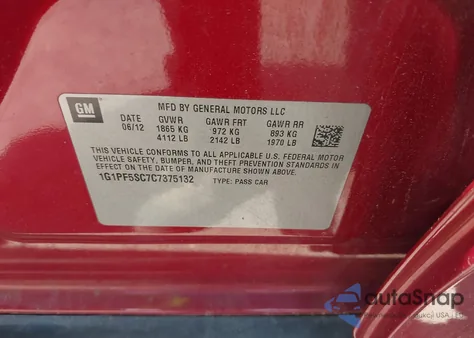 GM
MFD BY GENERAL MOTORS LLC
DATE GVWR GAWR FRT GAWR RR
06/12 1865 KG 972 KG 893 KG
4112 LB 2142 LB 1970 LB
THIS VEHICLE CONFORMS TO ALL APPLICABLE U.S. FEDERAL MOTOR
VEHICLE SAFETY, BUMPER, AND THEFT PREVENTION STANDARDS IN
EFFECT ON THE DATE OF MANUFACTURE SHOWN ABOVE.
1G1PF5SC7C7375132 TYPE: PASS CAR
autoSnap
aukcji USA